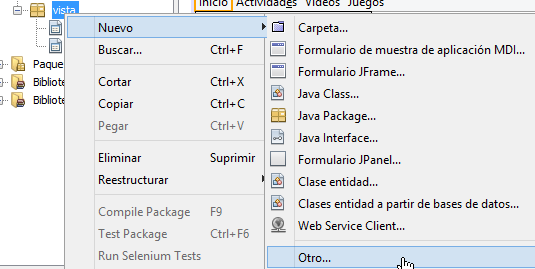 Inicio Actividades Videos Juegos
vista
Paque
Bibliote
Bibliote
Nuevo
Buscar... Ctrl+F
Cortar Ctrl+X
Copiar Ctrl+C
Pegar Ctrl+V
Eliminar Suprimir
Reestructurar
Compile Package F9
Test Package Ctrl+F6
Run Selenium Tests
Carpeta...
Formulario de muestra de aplicación MDI...
Formulario JFrame...
Java Class...
Java Package...
Java Interface...
Formulario JPanel...
Clase entidad...
Clases entidad a partir de bases de datos...
Web Service Client...
Otro...